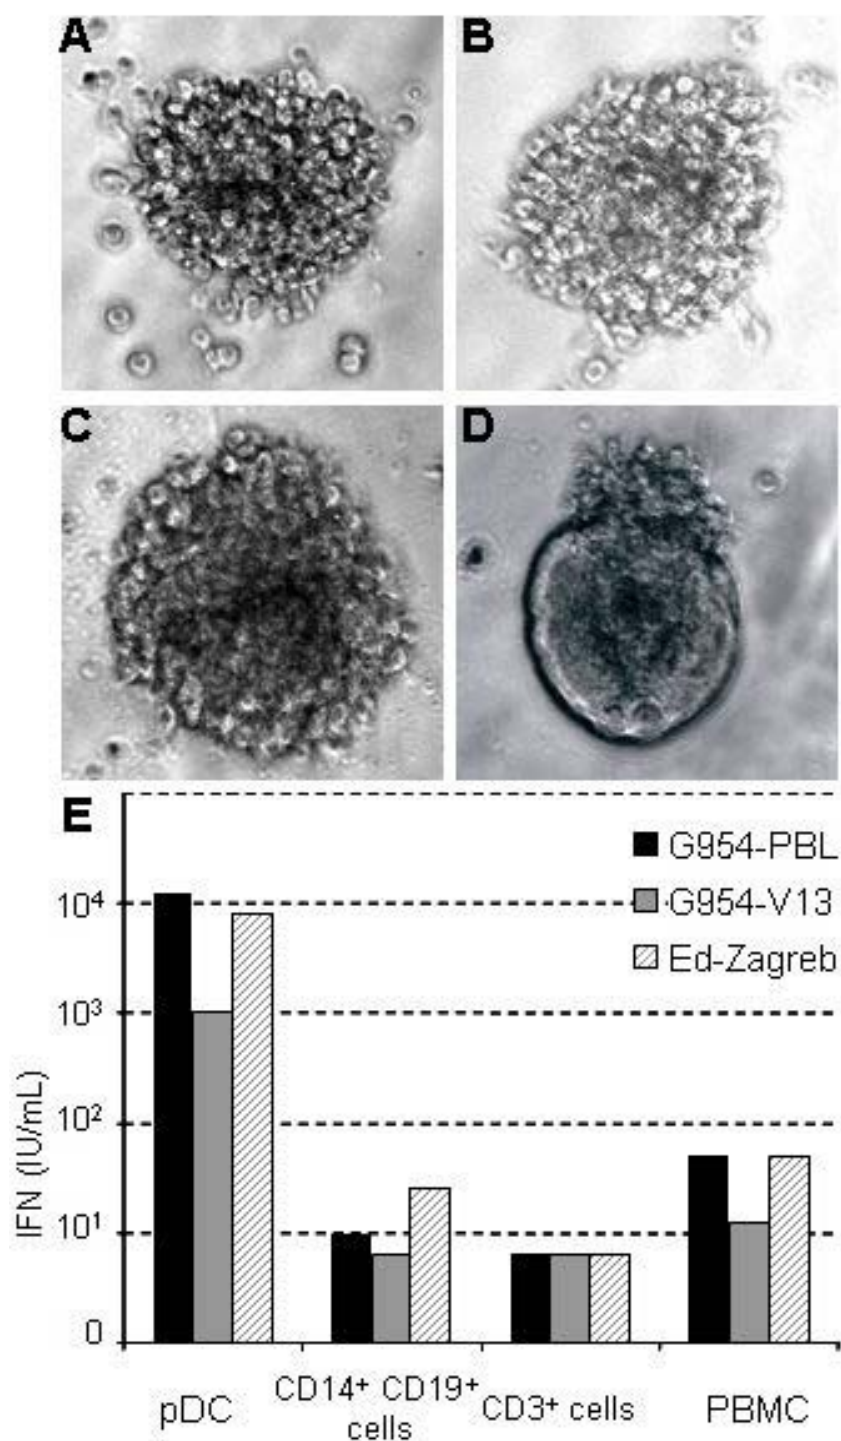 A
B
C
D
E
G954-PBL
G954-V13
Ed-Zagreb
IFN (IU/mL)
10⁴
10³
10²
10¹
0
pDC
CD14⁺ CD19⁺
cells
CD3⁺ cells
PBMC